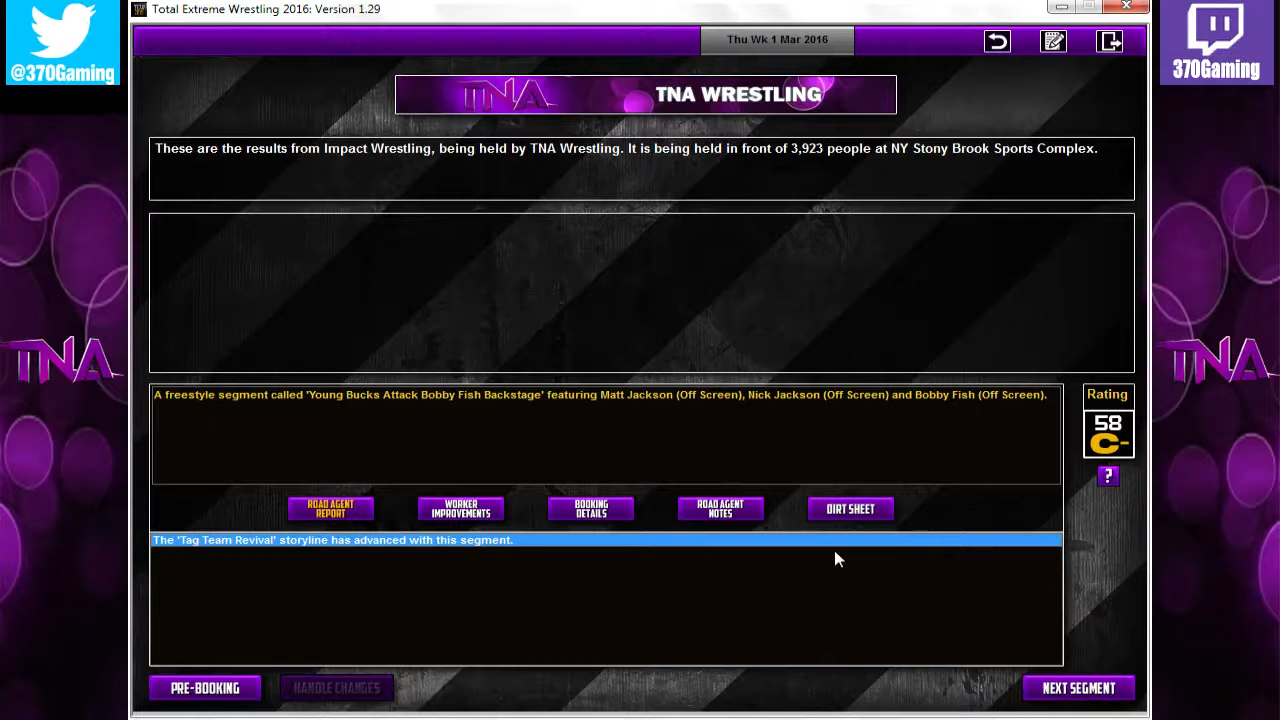 Total Extreme Wrestling 2016: Version 1.29
@370Gaming
370Gaming
Thu Wk 1 Mar 2016
TNA
TNA WRESTLING
These are the results from Impact Wrestling, being held by TNA Wrestling. It is being held in front of 3,923 people at NY Stony Brook Sports Complex.
TNA
TNA
A freestyle segment called 'Young Bucks Attack Bobby Fish Backstage' featuring Matt Jackson (Off Screen), Nick Jackson (Off Screen) and Bobby Fish (Off Screen).
Rating
58
C-
?
ROAD AGENT
REPORT
WORKER
IMPROVEMENTS
BOOKING
DETAILS
ROAD AGENT
NOTES
DIRT SHEET
The 'Tag Team Revival' storyline has advanced with this segment.
PRE-BOOKING
HANDLE CHANGES
NEXT SEGMENT